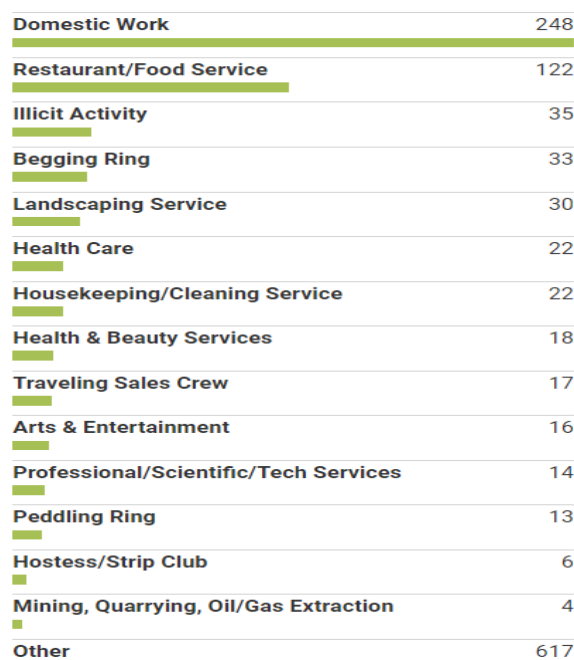 Domestic Work 248
Restaurant/Food Service 122
Illicit Activity 35
Begging Ring 33
Landscaping Service 30
Health Care 22
Housekeeping/Cleaning Service 22
Health & Beauty Services 18
Traveling Sales Crew 17
Arts & Entertainment 16
Professional/Scientific/Tech Services 14
Peddling Ring 13
Hostess/Strip Club 6
Mining, Quarrying, Oil/Gas Extraction 4
Other 617